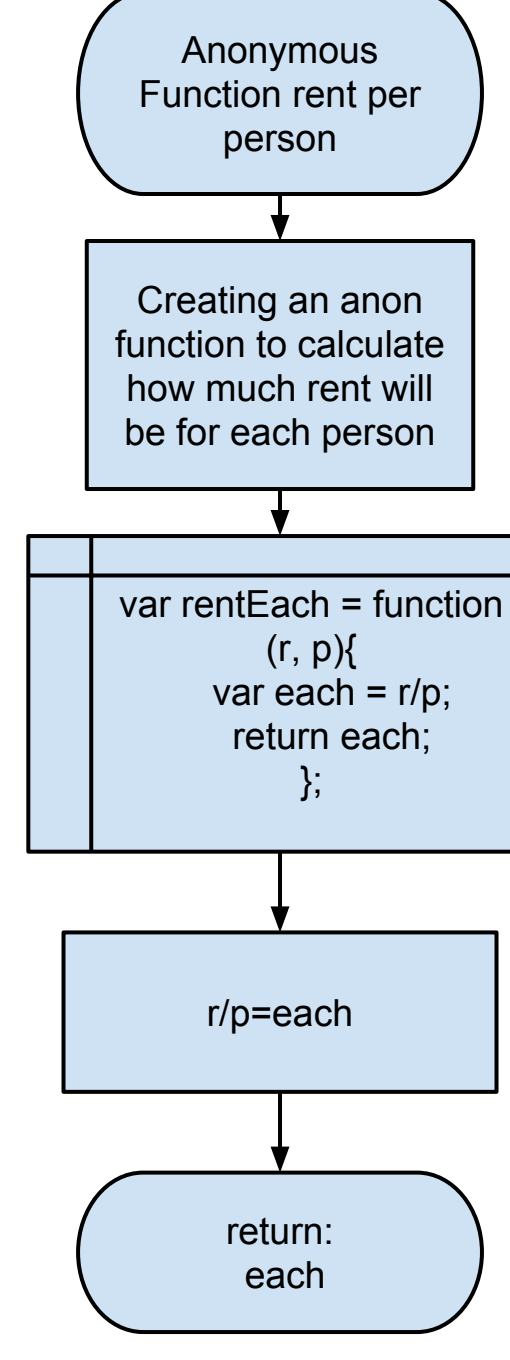 Anonymous
Function rent per
person
Creating an anon
function to calculate
how much rent will
be for each person
var rentEach = function
(r, p){
var each = r/p;
return each;
};
r/p=each
return:
each